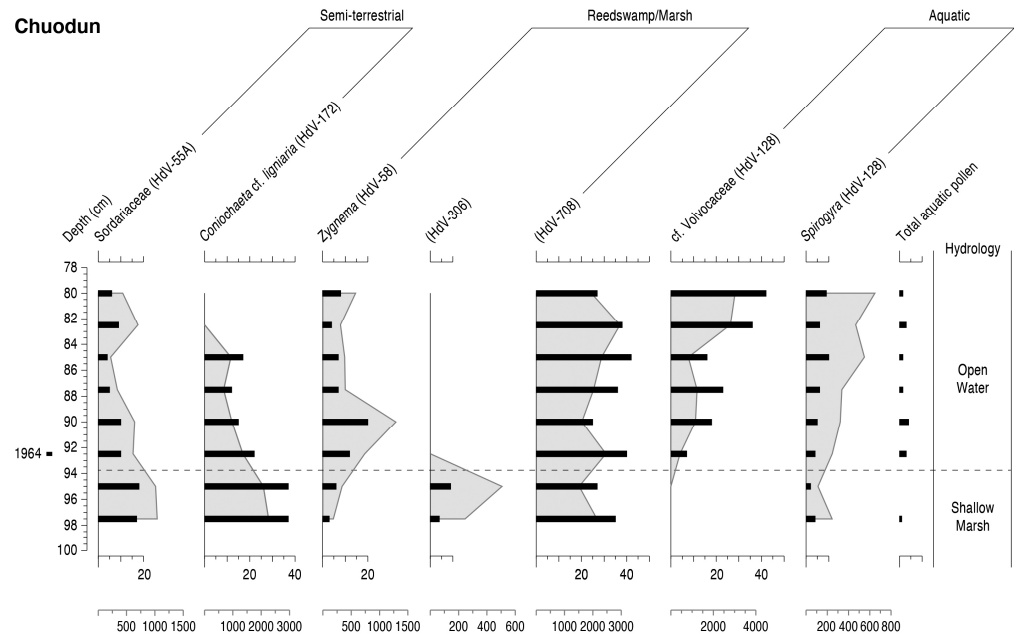 Chuodun
Semi-terrestrial Reedswamp/Marsh Aquatic
Depth (cm)
Sordariaceae (HdV-55A)
Coniochaeta cf. ligniaria (HdV-172)
Zygnema (HdV-58)
(HdV-306)
(HdV-708)
cf. Volvocaceae (HdV-128)
Spirogyra (HdV-128)
Total aquatic pollen
Hydrology
78
80
82
84
86
88
90
92
94
96
98
100
1964
Open
Water
Shallow
Marsh
20 20 40 20 20 40 20 40
500 1000 1500 1000 2000 3000 500 1000 1500 200 400 600 1000 2000 3000 2000 4000 200 400 600 800